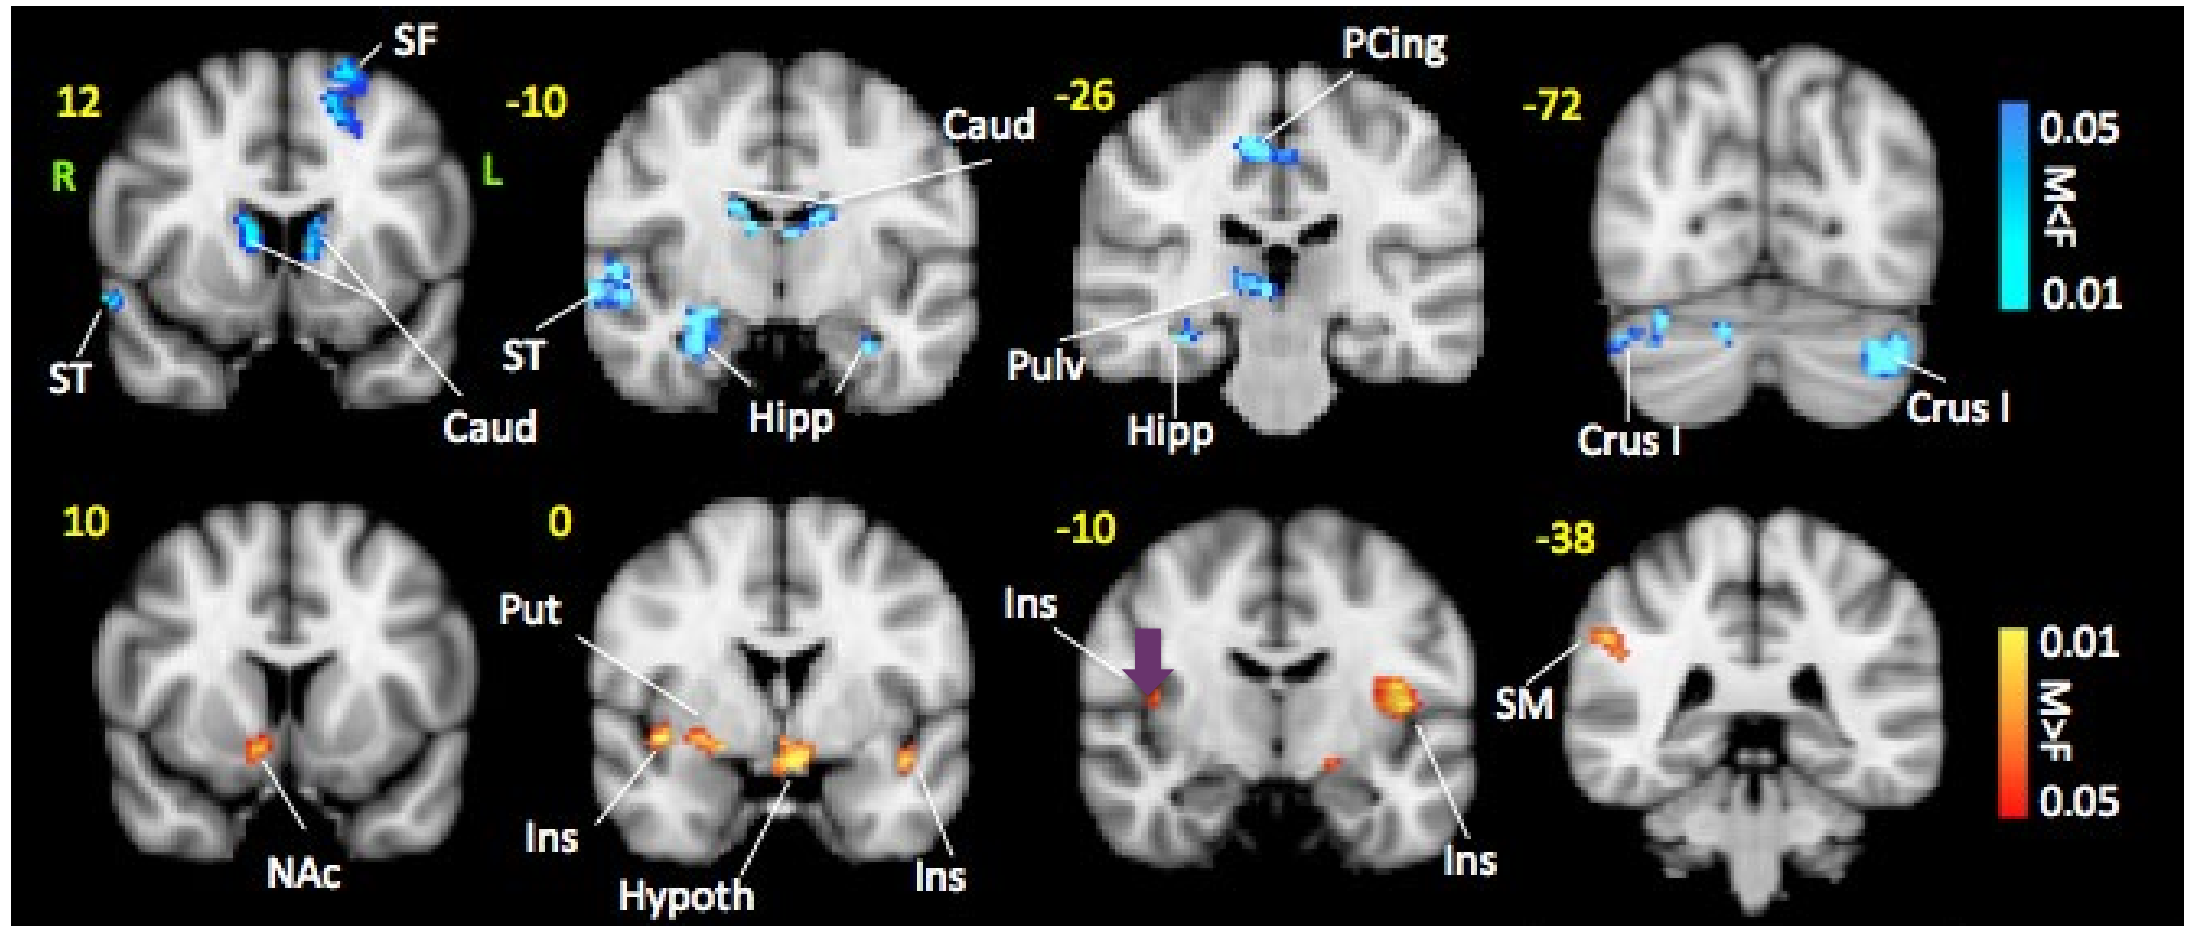 SF
12
R
L
ST
Caud
-10
Caud
ST
Hipp
-26
PCing
Pulv
Hipp
-72
Crus I
Crus I
0.05
M<F
0.01
10
NAc
0
Put
Ins
Hypoth
Ins
-10
Ins
Ins
-38
SM
0.01
M>F
0.05